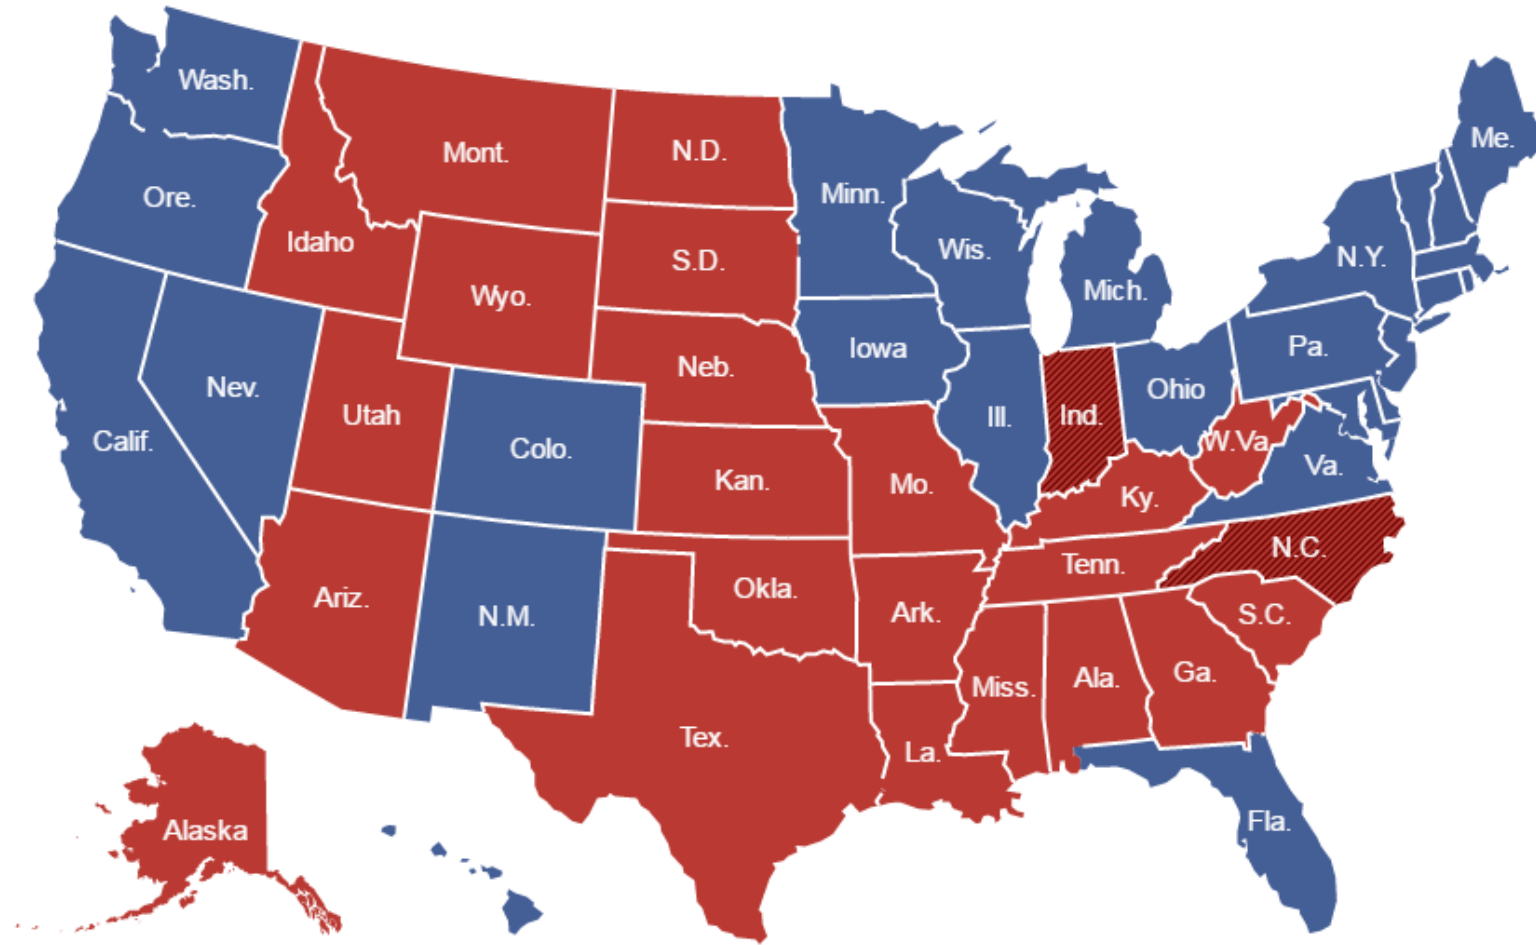 Wash.
Me.
Mont.
N.D.
Minn.
Ore.
Idaho
Wis.
N.Y.
S.D.
Mich.
Wyo.
Iowa
Pa.
Neb.
Nev.
Ohio
Utah
Ill.
Ind.
Calif.
Colo.
W.Va.
Va.
Kan.
Mo.
Ky.
N.C.
Tenn.
Okla.
Ariz.
N.M.
Ark.
S.C.
Ga.
Miss.
Ala.
Tex.
La.
Fla.
Alaska